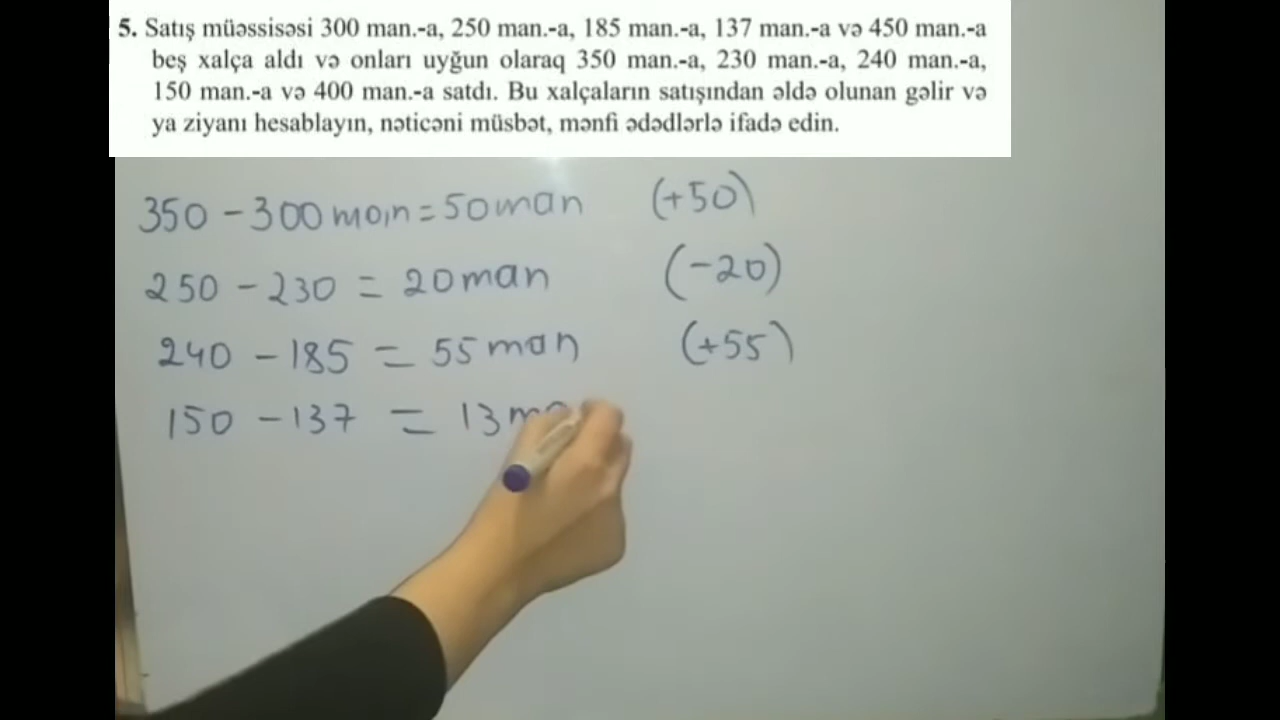 5. Satış müəssisəsi 300 man.-a, 250 man.-a, 185 man.-a, 137 man.-a və 450 man.-a
beş xalça aldı və onları uyğun olaraq 350 man.-a, 230 man.-a, 240 man.-a,
150 man.-a və 400 man.-a satdı. Bu xalçaların satışından əldə olunan gəlir və
ya ziyanı hesablayın, nəticəni müsbət, mənfi ədədlərlə ifadə edin.
350 - 300 man = 50 man (+50)
250 - 230 = 20 man (-20)
240 - 185 = 55 man (+55)
150 - 137 = 13